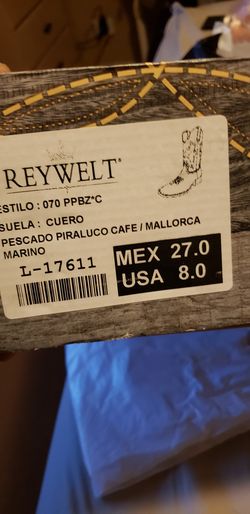 REYWELT®
ESTILO : 070 PPBZ*C
SUELA : CUERO
PESCADO PIRALUCO CAFE / MALLORCA
MARINO
L-17611
MEX 27.0
USA 8.0